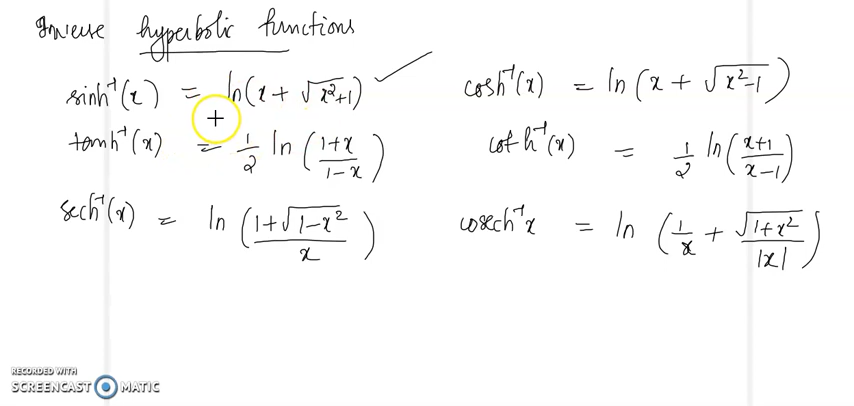 Inverse hyperbolic functions
sinh⁻¹(x) = ln(x + √(x²+1)) cosh⁻¹(x) = ln(x + √(x²-1))
tanh⁻¹(x) = 1/2 ln((1+x)/(1-x)) coth⁻¹(x) = 1/2 ln((x+1)/(x-1))
sech⁻¹(x) = ln((1+√(1-x²))/x) cosech⁻¹x = ln(1/x + √(1+x²)/|x|)
RECORDED WITH
SCREENCAST MATIC